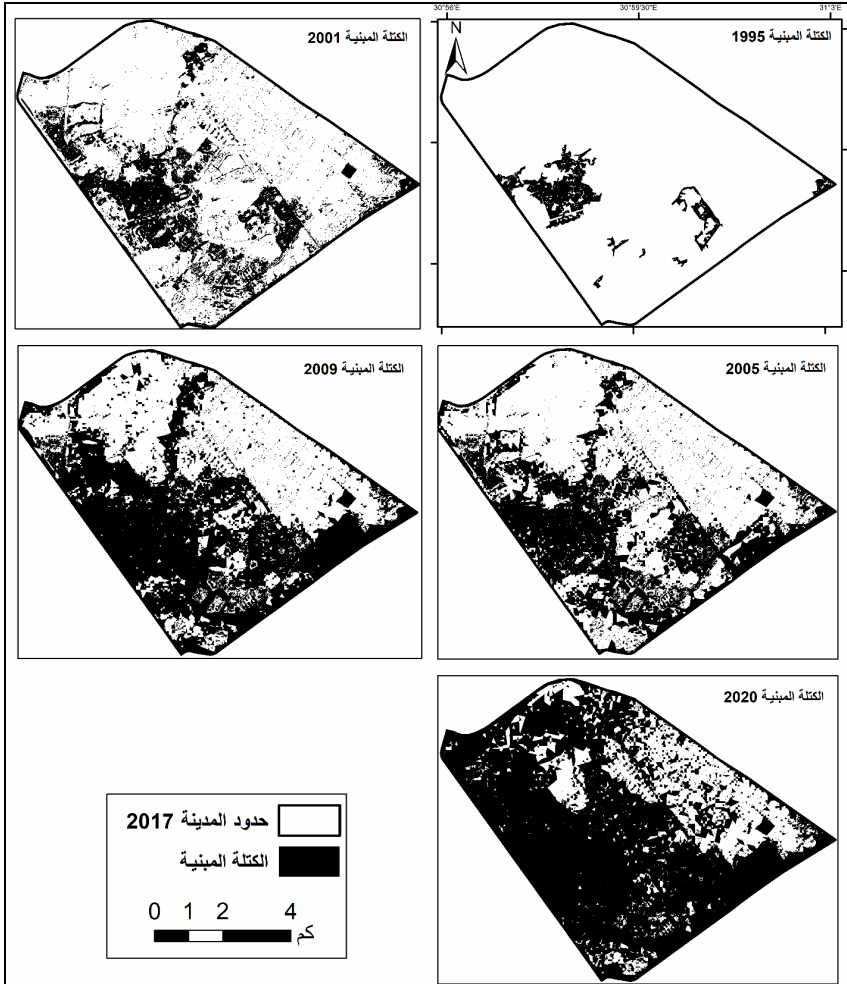 30°56'E
30°59'30"E
31°3'E
الكتلة المبنية 1995
N
الكتلة المبنية 2001
الكتلة المبنية 2005
الكتلة المبنية 2009
الكتلة المبنية 2020
حدود المدينة 2017
الكتلة المبنية
0 1 2 4
كم